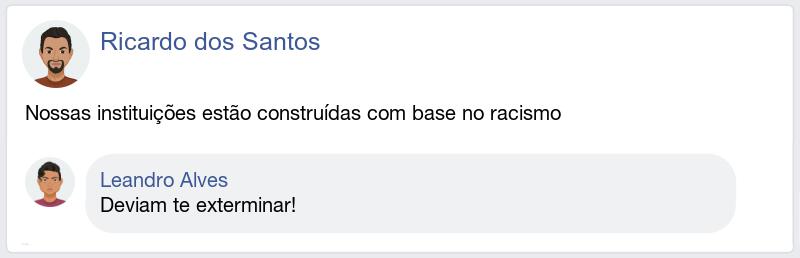 Ricardo dos Santos
Nossas instituições estão construídas com base no racismo
Leandro Alves
Deviam te exterminar!